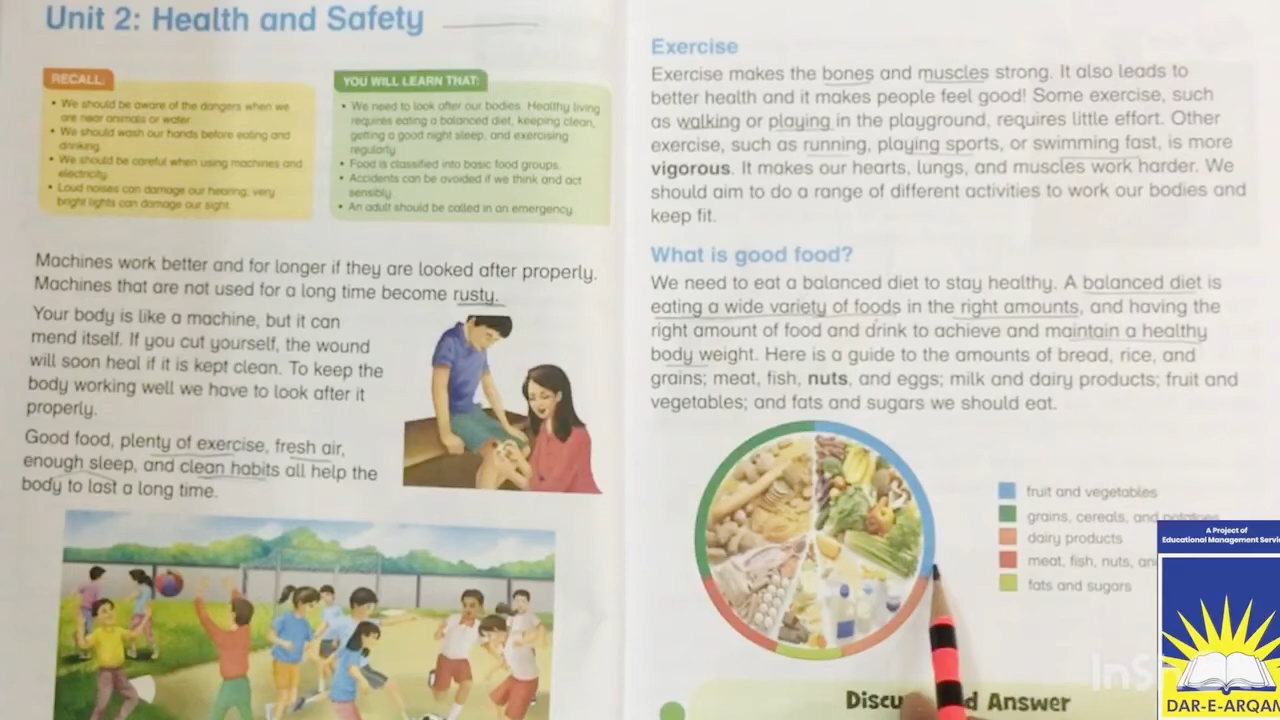 Unit 2: Health and Safety
RECALL:
• We should be aware of the dangers when we
are near animals or water
• We should wash our hands before eating and
drinking.
• We should be careful when using machines and
electricity.
• Loud noises can damage our hearing; very
bright lights can damage our sight.
YOU WILL LEARN THAT:
• We need to look after our bodies. Healthy living
requires eating a balanced diet, keeping clean,
getting a good night sleep, and exercising
regularly.
• Food is classified into basic food groups.
• Accidents can be avoided if we think and act
sensibly.
• An adult should be called in an emergency
Machines work better and for longer if they are looked after properly.
Machines that are not used for a long time become rusty.
Your body is like a machine, but it can
mend itself. If you cut yourself, the wound
will soon heal if it is kept clean. To keep the
body working well we have to look after it
properly.
Good food, plenty of exercise, fresh air,
enough sleep, and clean habits all help the
body to last a long time.
Exercise
Exercise makes the bones and muscles strong. It also leads to
better health and it makes people feel good! Some exercise, such
as walking or playing in the playground, requires little effort. Other
exercise, such as running, playing sports, or swimming fast, is more
vigorous. It makes our hearts, lungs, and muscles work harder. We
should aim to do a range of different activities to work our bodies and
keep fit.
What is good food?
We need to eat a balanced diet to stay healthy. A balanced diet is
eating a wide variety of foods in the right amounts, and having the
right amount of food and drink to achieve and maintain a healthy
body weight. Here is a guide to the amounts of bread, rice, and
grains; meat, fish, nuts, and eggs; milk and dairy products; fruit and
vegetables; and fats and sugars we should eat.
fruit and vegetables
grains, cereals, and potatoes
dairy products
meat, fish, nuts,
fats and sugars
A Project of
Educational Management
DAR-E-ARQAM
Answer